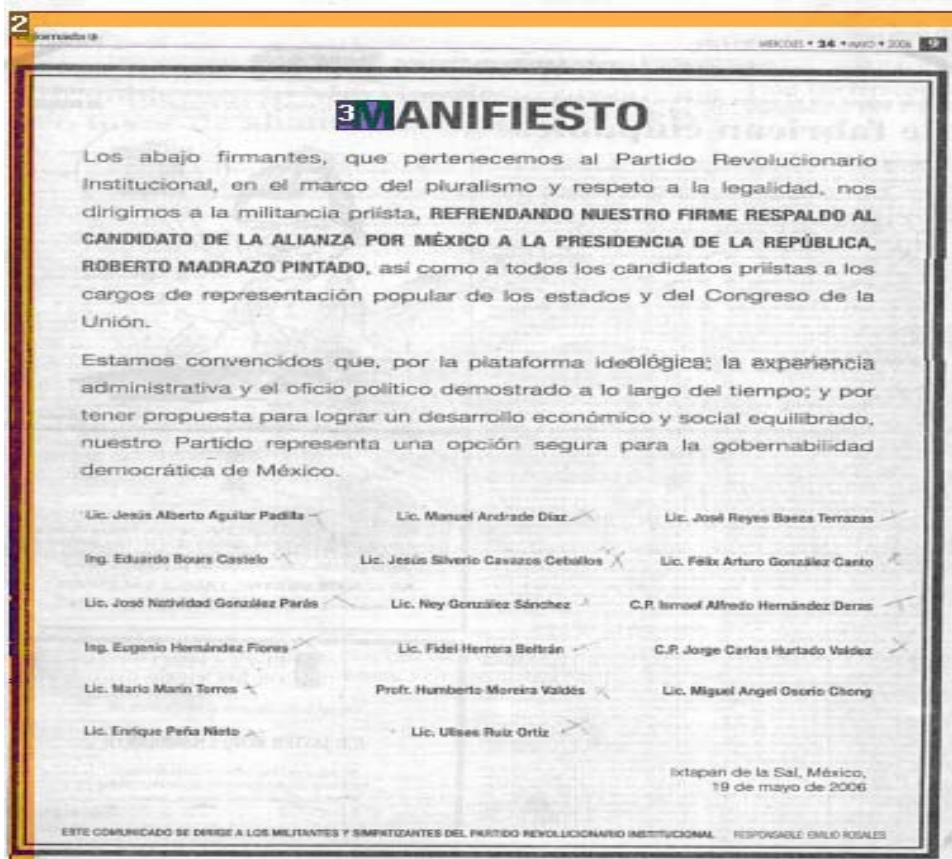 2
MIÉRCOLES • 24 • MAYO • 2006 9
3MANIFIESTO
Los abajo firmantes, que pertenecemos al Partido Revolucionario
Institucional, en el marco del pluralismo y respeto a la legalidad, nos
dirigimos a la militancia priísta, REFRENDANDO NUESTRO FIRME RESPALDO AL
CANDIDATO DE LA ALIANZA POR MÉXICO A LA PRESIDENCIA DE LA REPÚBLICA,
ROBERTO MADRAZO PINTADO, así como a todos los candidatos priístas a los
cargos de representación popular de los estados y del Congreso de la
Unión.
Estamos convencidos que, por la plataforma ideológica; la experiencia
administrativa y el oficio político demostrado a lo largo del tiempo; y por
tener propuesta para lograr un desarrollo económico y social equilibrado,
nuestro Partido representa una opción segura para la gobernabilidad
democrática de México.
Lic. Jesús Alberto Aguilar Padilla Lic. Manuel Andrade Díaz Lic. José Reyes Baeza Terrazas
Ing. Eduardo Bours Castelo Lic. Jesús Silverio Cavazos Ceballos Lic. Félix Arturo González Canto
Lic. José Natividad González Parás Lic. Ney González Sánchez C.P. Ismael Alfredo Hernández Deras
Ing. Eugenio Hernández Flores Lic. Fidel Herrera Beltrán C.P. Jorge Carlos Hurtado Valdez
Lic. Mario Marín Torres Profr. Humberto Moreira Valdés Lic. Miguel Angel Osorio Chong
Lic. Enrique Peña Nieto Lic. Ulises Ruiz Ortiz
Ixtapan de la Sal, México,
19 de mayo de 2006
ESTE COMUNICADO SE DIRIGE A LOS MILITANTES Y SIMPATIZANTES DEL PARTIDO REVOLUCIONARIO INSTITUCIONAL RESPONSABLE: EMILIO ROSALES